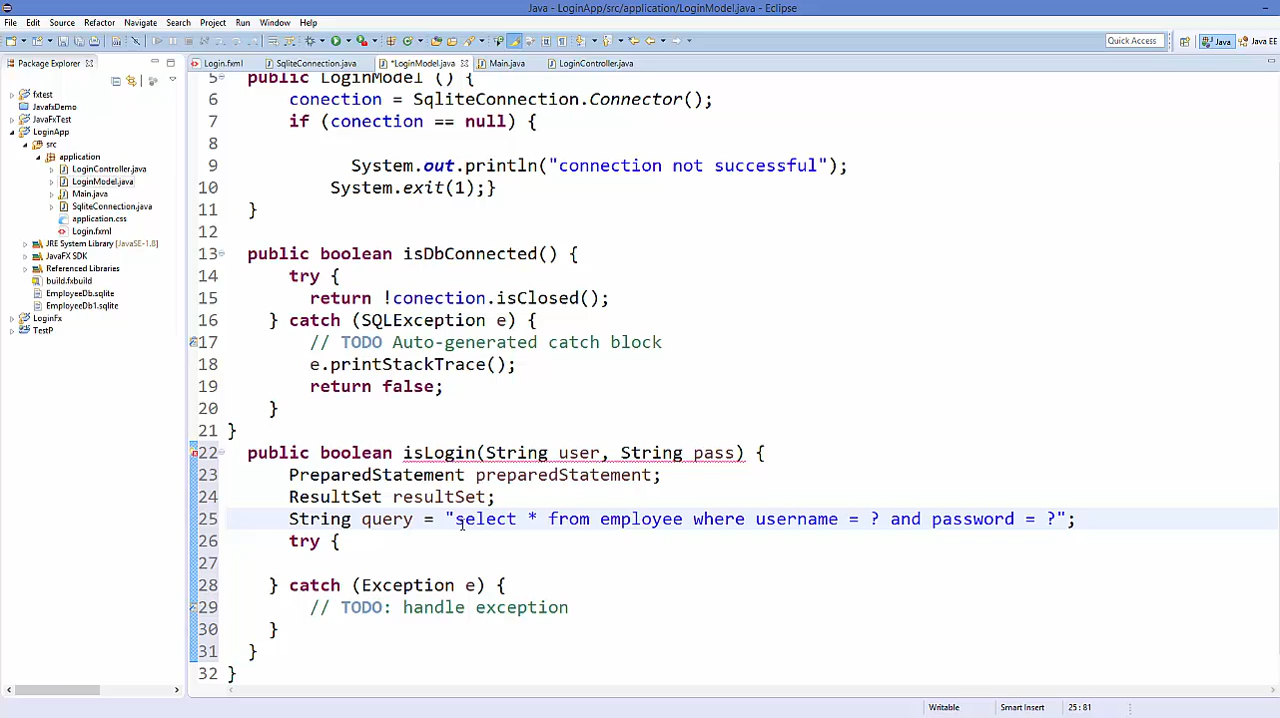 Java - LoginApp/src/application/LoginModel.java - Eclipse
File Edit Source Refactor Navigate Search Project Run Window Help
Quick Access Java Java EE
Package Explorer
Login.fxml SqliteConnection.java *LoginModel.java Main.java LoginController.java
fxtest
JavafxDemo
JavaFxTest
LoginApp
src
application
LoginController.java
LoginModel.java
Main.java
SqliteConnection.java
application.css
Login.fxml
JRE System Library [JavaSE-1.8]
JavaFX SDK
Referenced Libraries
build.fxbuild
EmployeeDb.sqlite
EmployeeDb1.sqlite
LoginFx
TestP
5 public LoginModel () {
6 conection = SqliteConnection.Connector();
7 if (conection == null) {
8
9 System.out.println("connection not successful");
10 System.exit(1);}
11 }
12
13 public boolean isDbConnected() {
14 try {
15 return !conection.isClosed();
16 } catch (SQLException e) {
17 // TODO Auto-generated catch block
18 e.printStackTrace();
19 return false;
20 }
21 }
22 public boolean isLogin(String user, String pass) {
23 PreparedStatement preparedStatement;
24 ResultSet resultSet;
25 String query = "select * from employee where username = ? and password = ?";
26 try {
27
28 } catch (Exception e) {
29 // TODO: handle exception
30 }
31 }
32 }
Writable Smart Insert 25 : 81